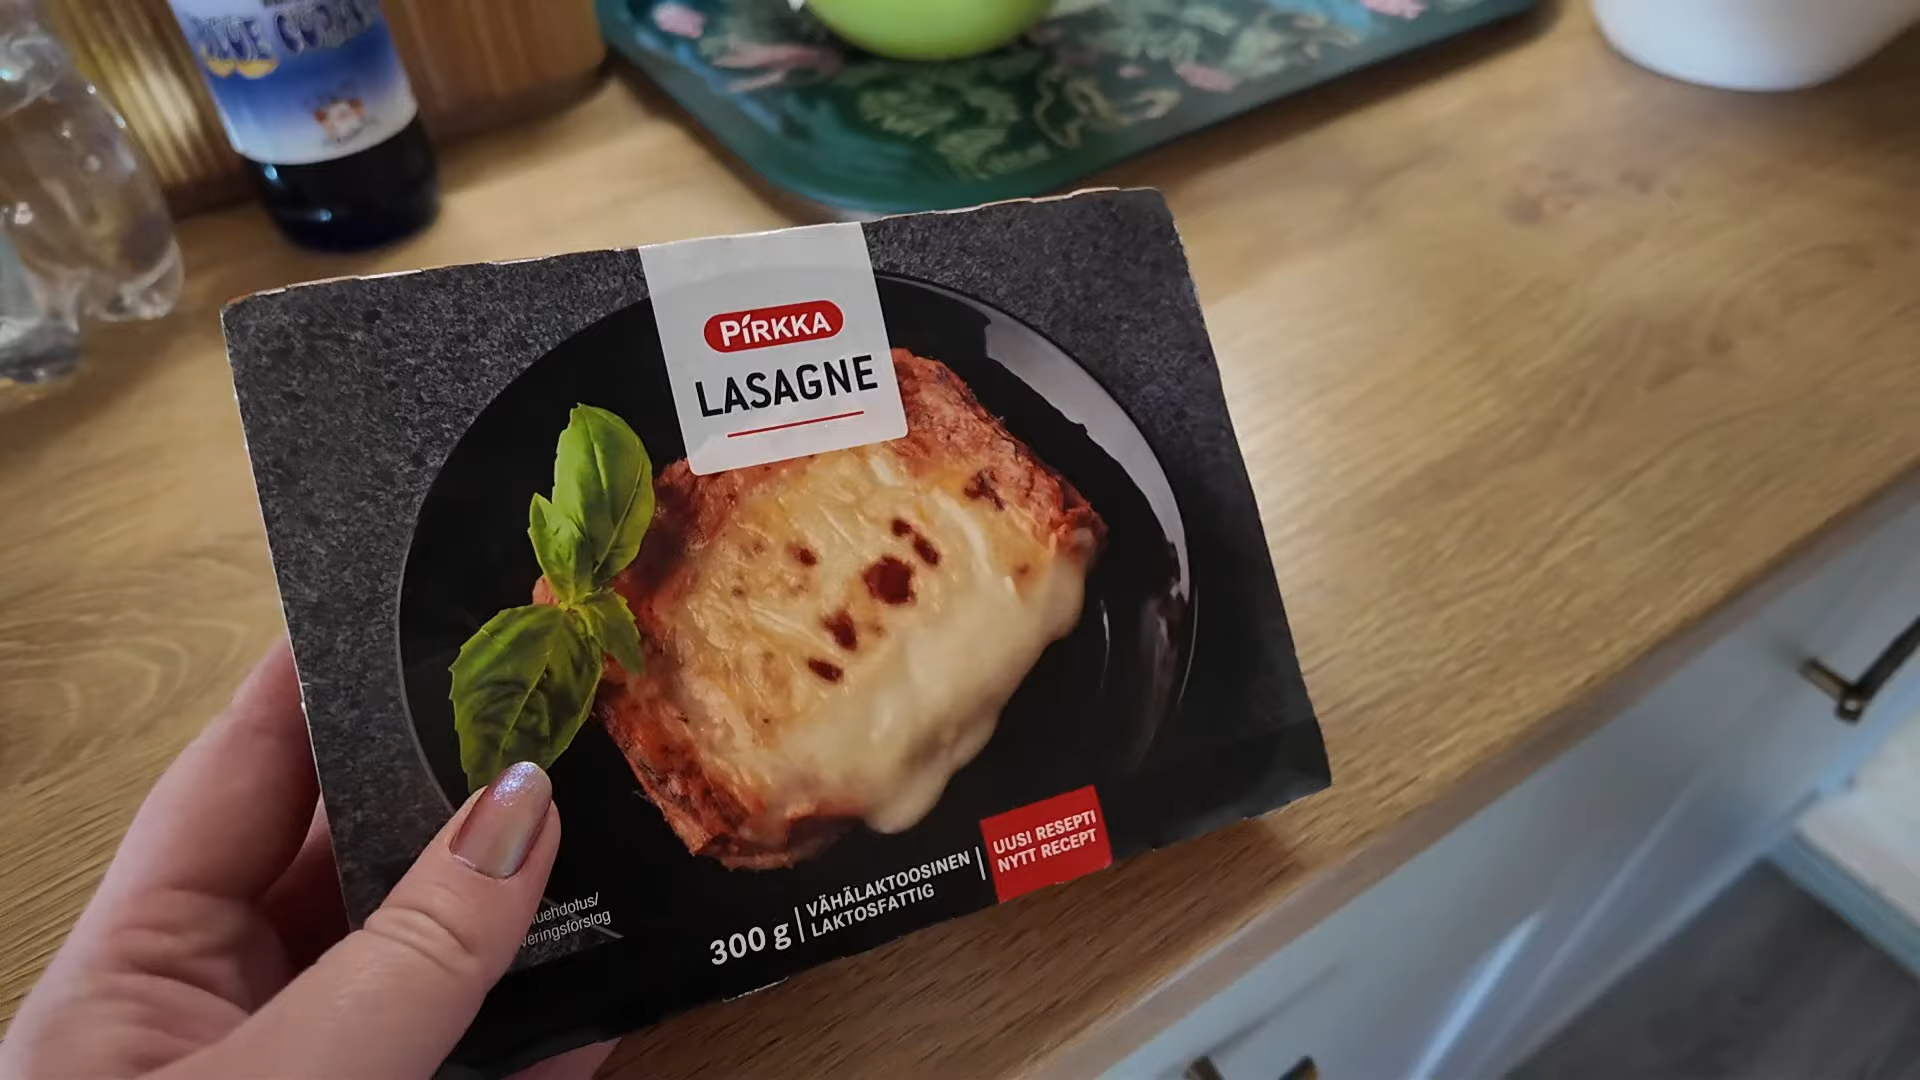 PIRKKA
LASAGNE
UUSI RESEPTI
NYTT RECEPT
300 g
VÄHÄLAKTOOSINEN
LAKTOSFATTIG